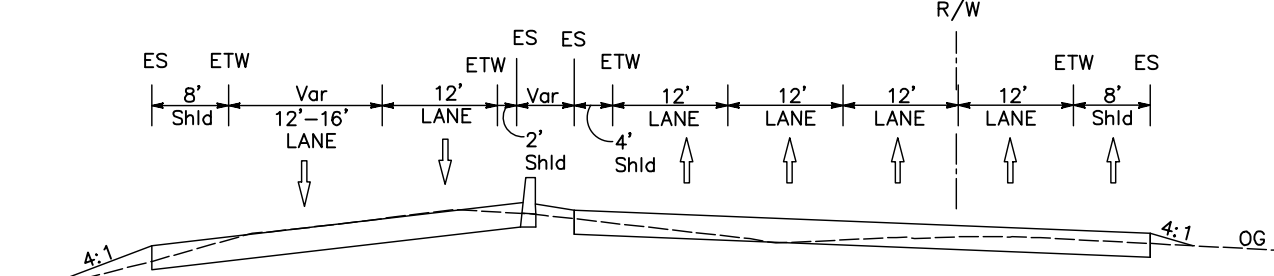 R/W
ES ES
ES ETW ETW ETW ETW ES
8' Var 12' Var 12' 12' 12' 12' 8'
Shld 12'-16' LANE LANE LANE LANE LANE Shld
LANE
2' 4'
Shld Shld
4:1 4:1 OG